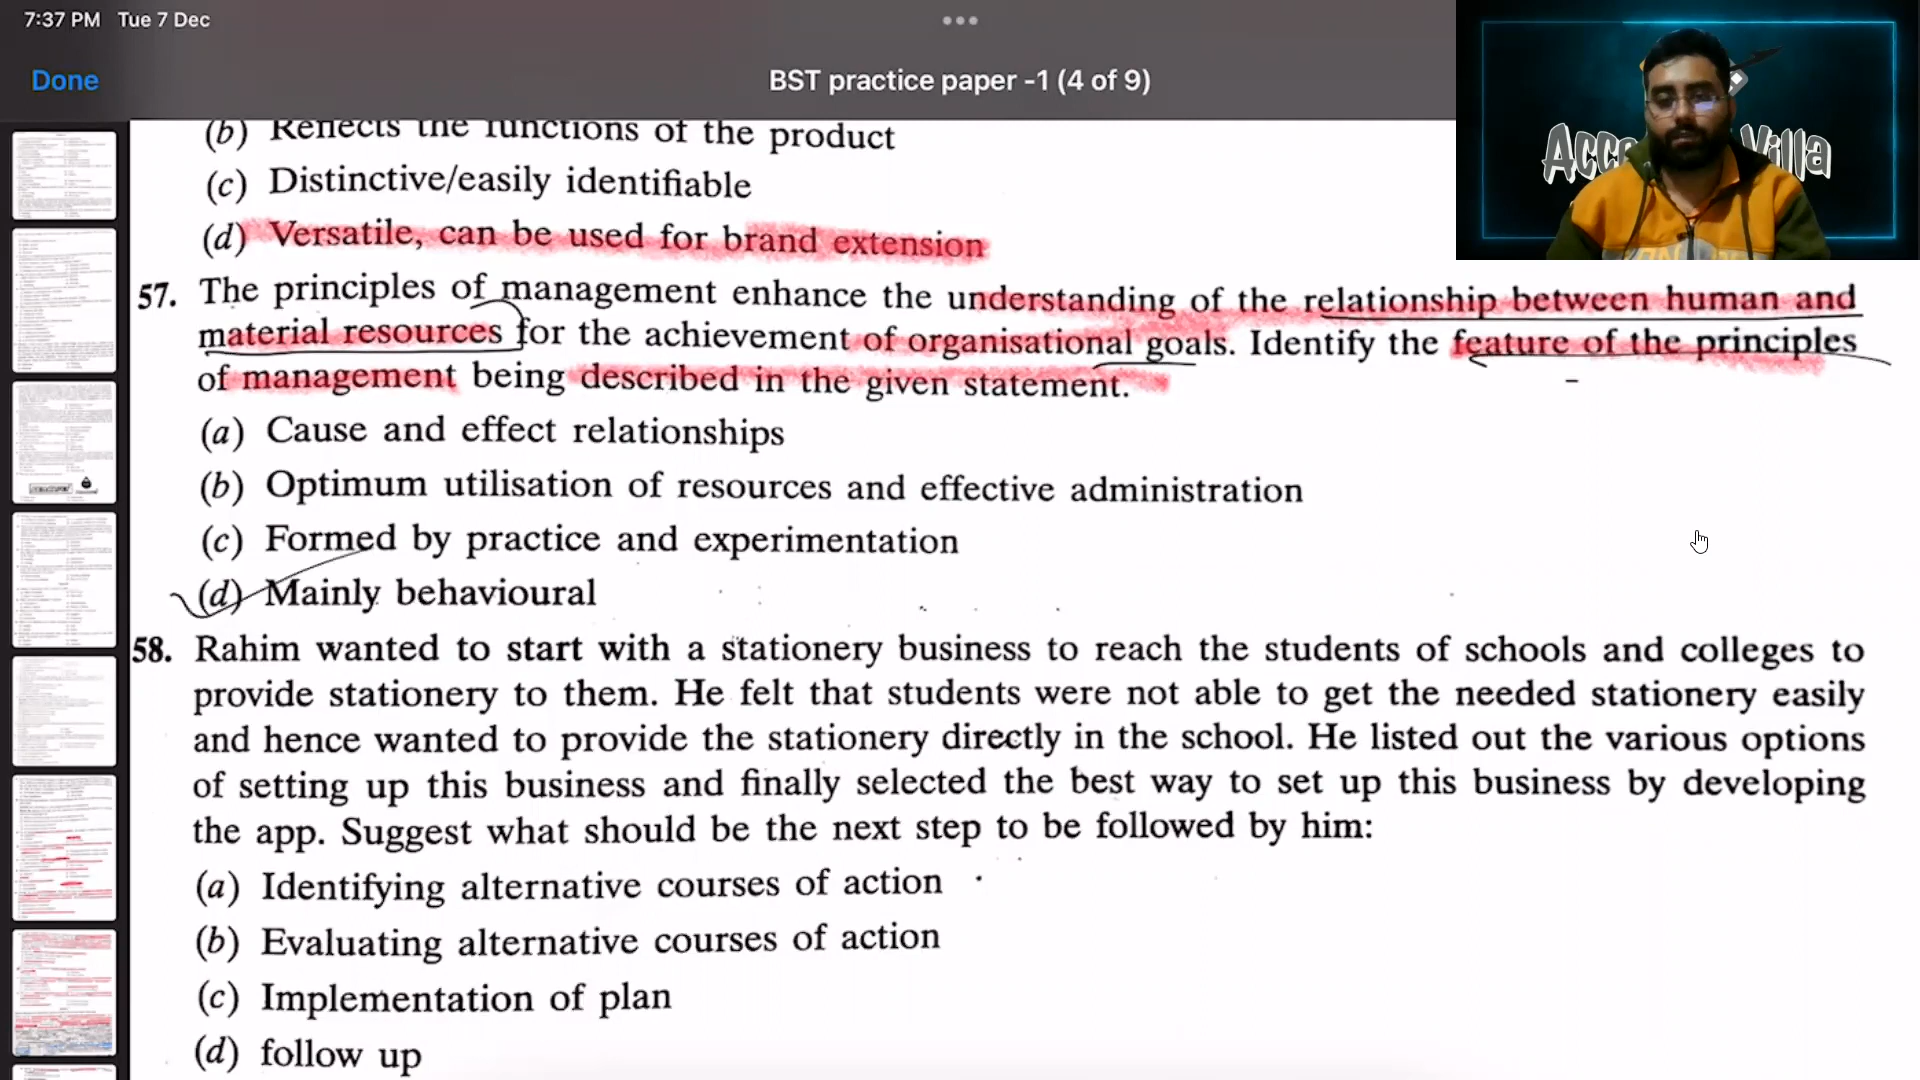 7:37 PM Tue 7 Dec
Done
BST practice paper -1 (4 of 9)
(b) Reflects the functions of the product
(c) Distinctive/easily identifiable
(d) Versatile, can be used for brand extension
57. The principles of management enhance the understanding of the relationship between human and
material resources for the achievement of organisational goals. Identify the feature of the principles
of management being described in the given statement.
(a) Cause and effect relationships
(b) Optimum utilisation of resources and effective administration
(c) Formed by practice and experimentation
(d) Mainly behavioural
58. Rahim wanted to start with a stationery business to reach the students of schools and colleges to
provide stationery to them. He felt that students were not able to get the needed stationery easily
and hence wanted to provide the stationery directly in the school. He listed out the various options
of setting up this business and finally selected the best way to set up this business by developing
the app. Suggest what should be the next step to be followed by him:
(a) Identifying alternative courses of action
(b) Evaluating alternative courses of action
(c) Implementation of plan
(d) follow up